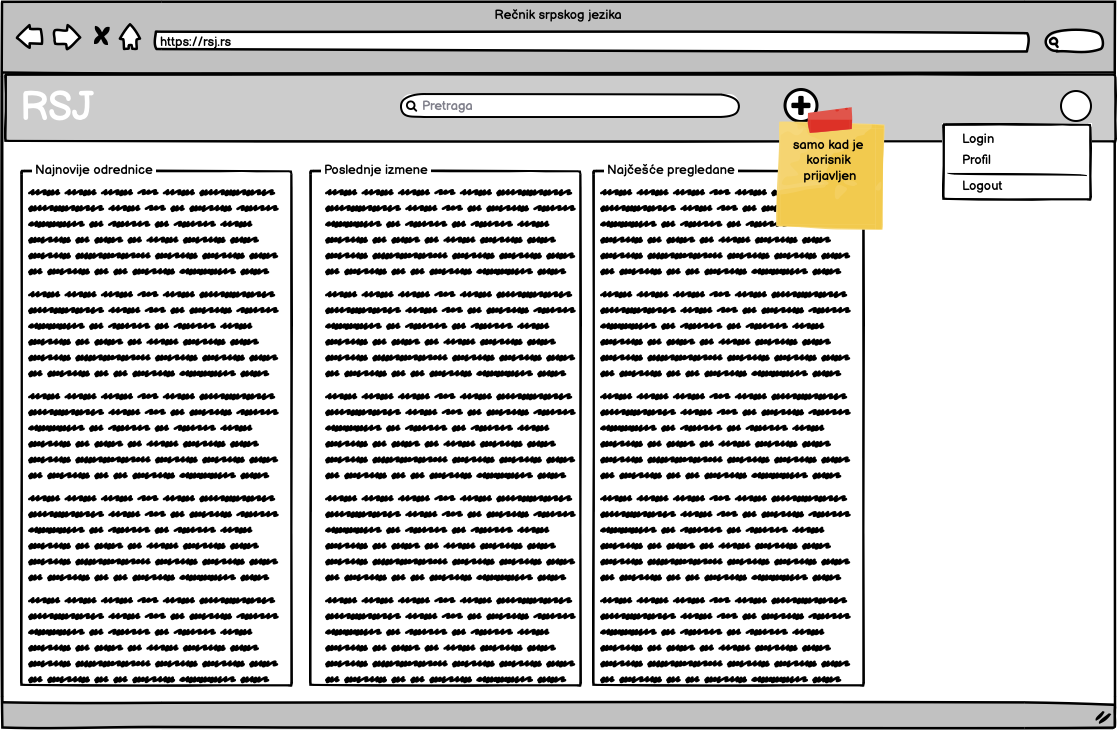 Rečnik srpskog jezika
https://rsj.rs
RSJ
Pretraga
samo kad je
korisnik
prijavljen
Login
Profil
Logout
Najnovije odrednice
Poslednje izmene
Najčešće pregledane